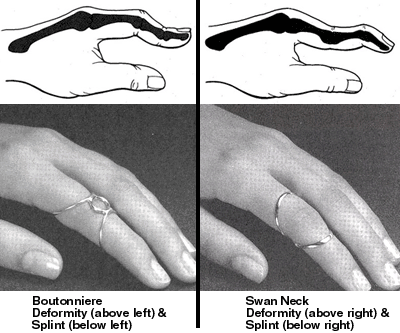 Boutonniere
Deformity (above left) &
Splint (below left)
Swan Neck
Deformity (above right) &
Splint (below right)